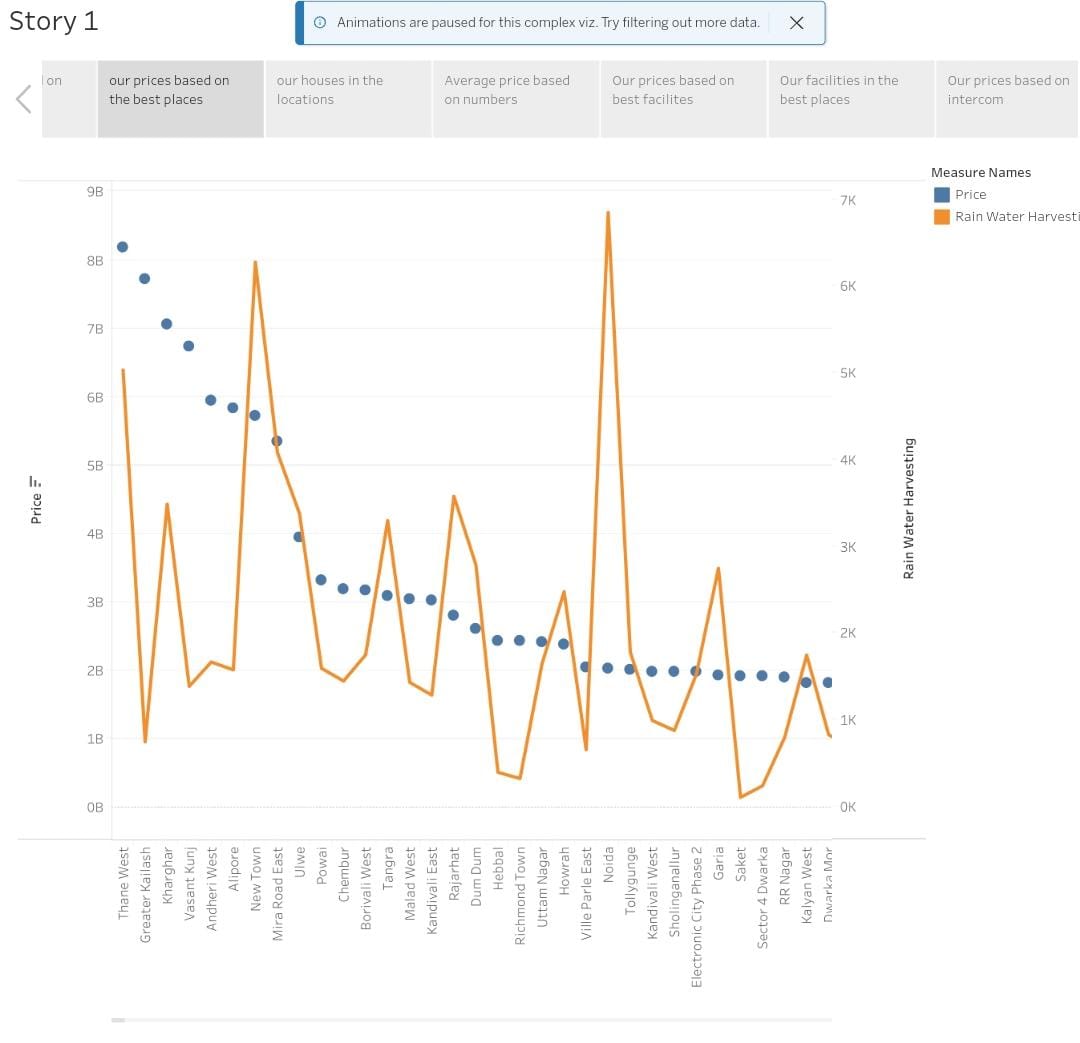 Story 1
Animations are paused for this complex viz. Try filtering out more data.
on
our prices based on
the best places
our houses in the
locations
Average price based
on numbers
Our prices based on
best facilites
Our facilities in the
best places
Our prices based on
intercom
Measure Names
Price
Rain Water Harvesti
9B
8B
7B
6B
5B
4B
3B
2B
1B
0B
Price
7K
6K
5K
4K
3K
2K
1K
0K
Rain Water Harvesting
Thane West
Greater Kailash
Kharghar
Vasant Kunj
Andheri West
Alipore
New Town
Mira Road East
Ulwe
Powai
Chembur
Borivali West
Tangra
Malad West
Kandivali East
Rajarhat
Dum Dum
Hebbal
Richmond Town
Uttam Nagar
Howrah
Ville Parle East
Noida
Tollygunge
Kandivali West
Sholinganallur
Electronic City Phase 2
Garia
Saket
Sector 4 Dwarka
RR Nagar
Kalyan West
Dwarka Mor